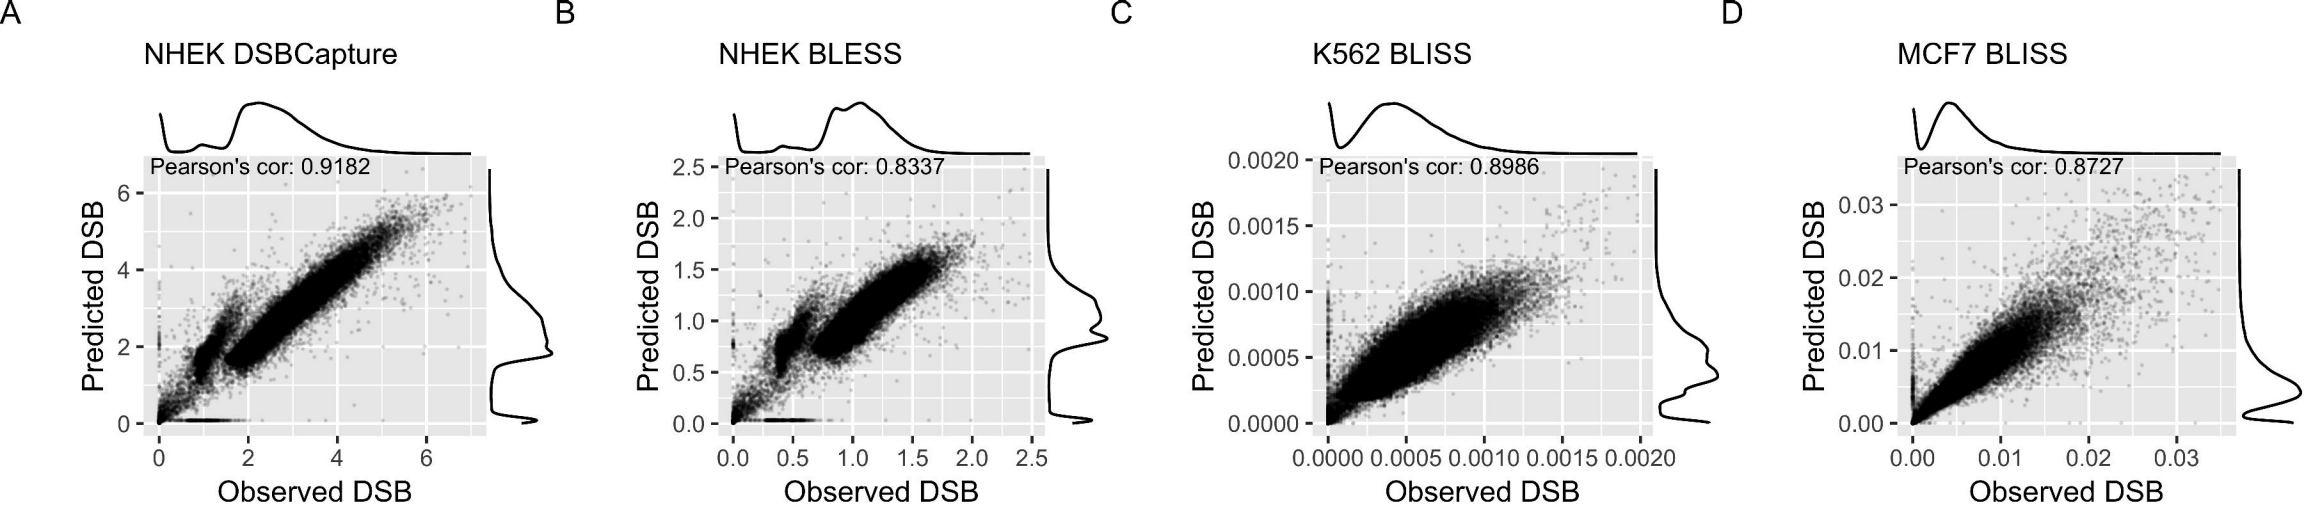 A
NHEK DSBCapture
Pearson's cor: 0.9182
Predicted DSB
6
4
2
0
0 2 4 6
Observed DSB
B
NHEK BLESS
Pearson's cor: 0.8337
Predicted DSB
2.5
2.0
1.5
1.0
0.5
0.0
0.0 0.5 1.0 1.5 2.0 2.5
Observed DSB
C
K562 BLISS
Pearson's cor: 0.8986
Predicted DSB
0.0020
0.0015
0.0010
0.0005
0.0000
0.0000 0.0005 0.0010 0.0015 0.0020
Observed DSB
D
MCF7 BLISS
Pearson's cor: 0.8727
Predicted DSB
0.03
0.02
0.01
0.00
0.00 0.01 0.02 0.03
Observed DSB